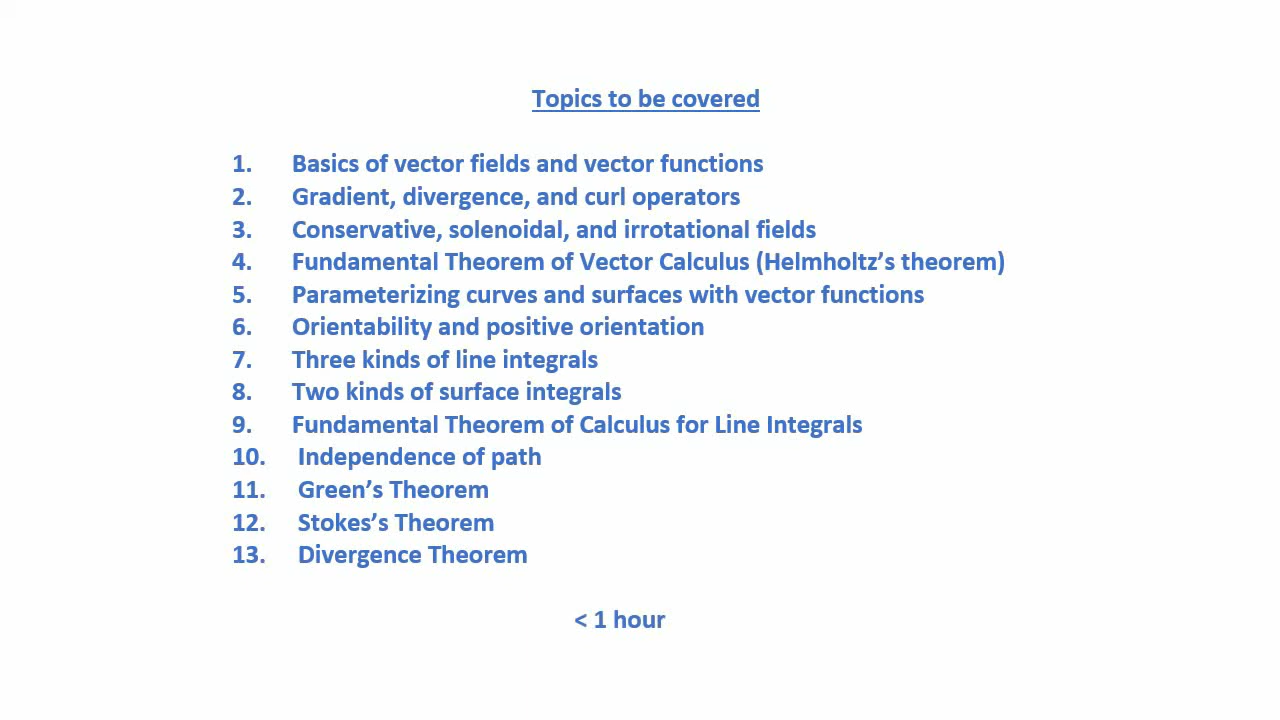 Topics to be covered
1. Basics of vector fields and vector functions
2. Gradient, divergence, and curl operators
3. Conservative, solenoidal, and irrotational fields
4. Fundamental Theorem of Vector Calculus (Helmholtz’s theorem)
5. Parameterizing curves and surfaces with vector functions
6. Orientability and positive orientation
7. Three kinds of line integrals
8. Two kinds of surface integrals
9. Fundamental Theorem of Calculus for Line Integrals
10. Independence of path
11. Green’s Theorem
12. Stokes’s Theorem
13. Divergence Theorem
< 1 hour